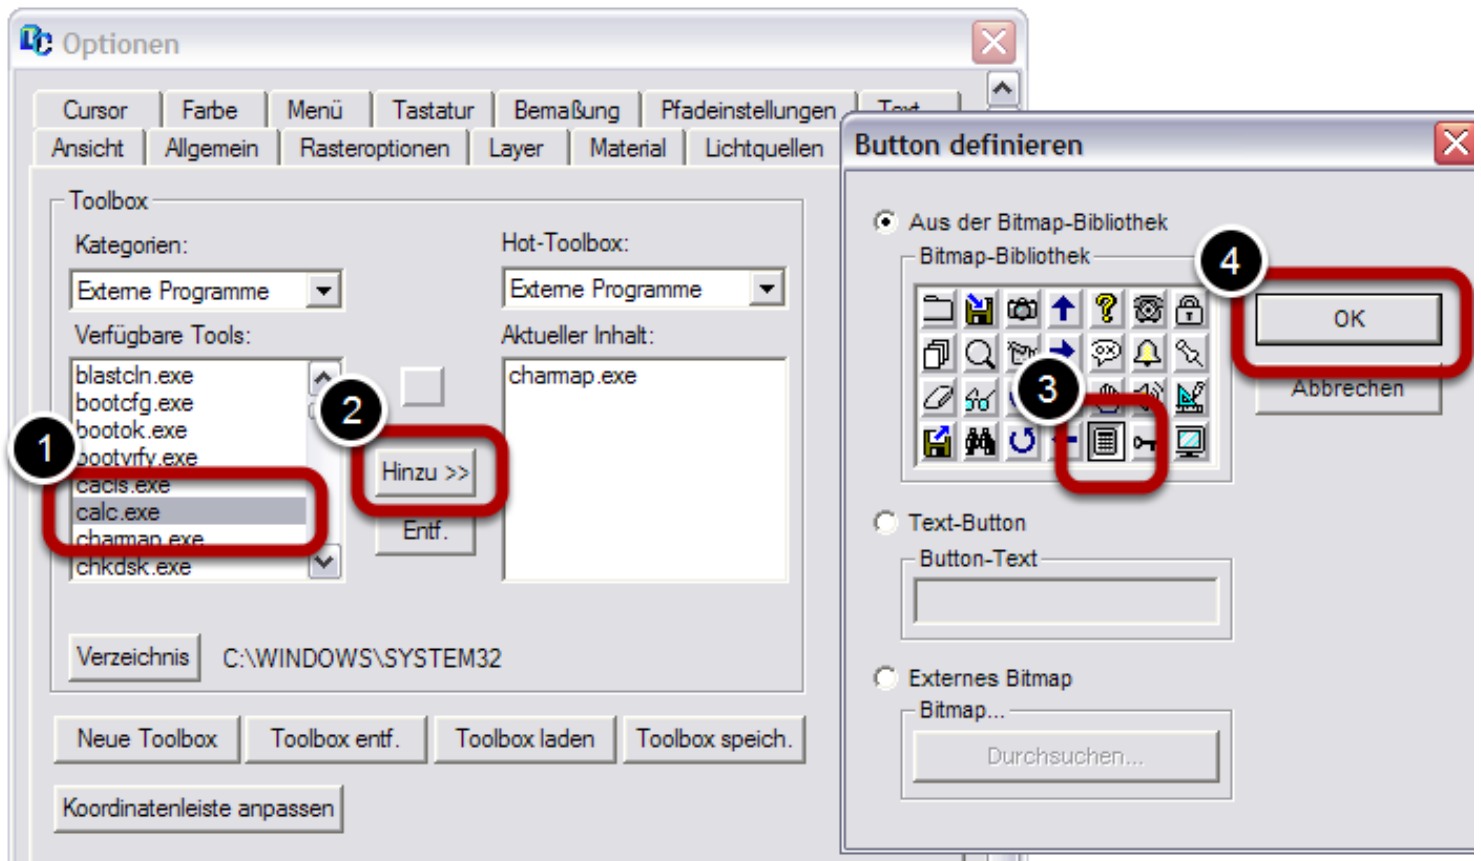 Optionen
Cursor Farbe Menü Tastatur Bemaßung Pfadeinstellungen Text
Ansicht Allgemein Rasteroptionen Layer Material Lichtquellen
Toolbox
Kategorien:
Externe Programme
Verfügbare Tools:
blastcln.exe
bootcfg.exe
bootok.exe
bootvrfy.exe
cacls.exe
calc.exe
charmap.exe
chkdsk.exe
1
2
Hinzu >>
Entf.
Hot-Toolbox:
Externe Programme
Aktueller Inhalt:
charmap.exe
Verzeichnis C:\WINDOWS\SYSTEM32
Neue Toolbox Toolbox entf. Toolbox laden Toolbox speich.
Koordinatenleiste anpassen
Button definieren
Aus der Bitmap-Bibliothek
Bitmap-Bibliothek
3
4
OK
Abbrechen
Text-Button
Button-Text
Externes Bitmap
Bitmap...
Durchsuchen...